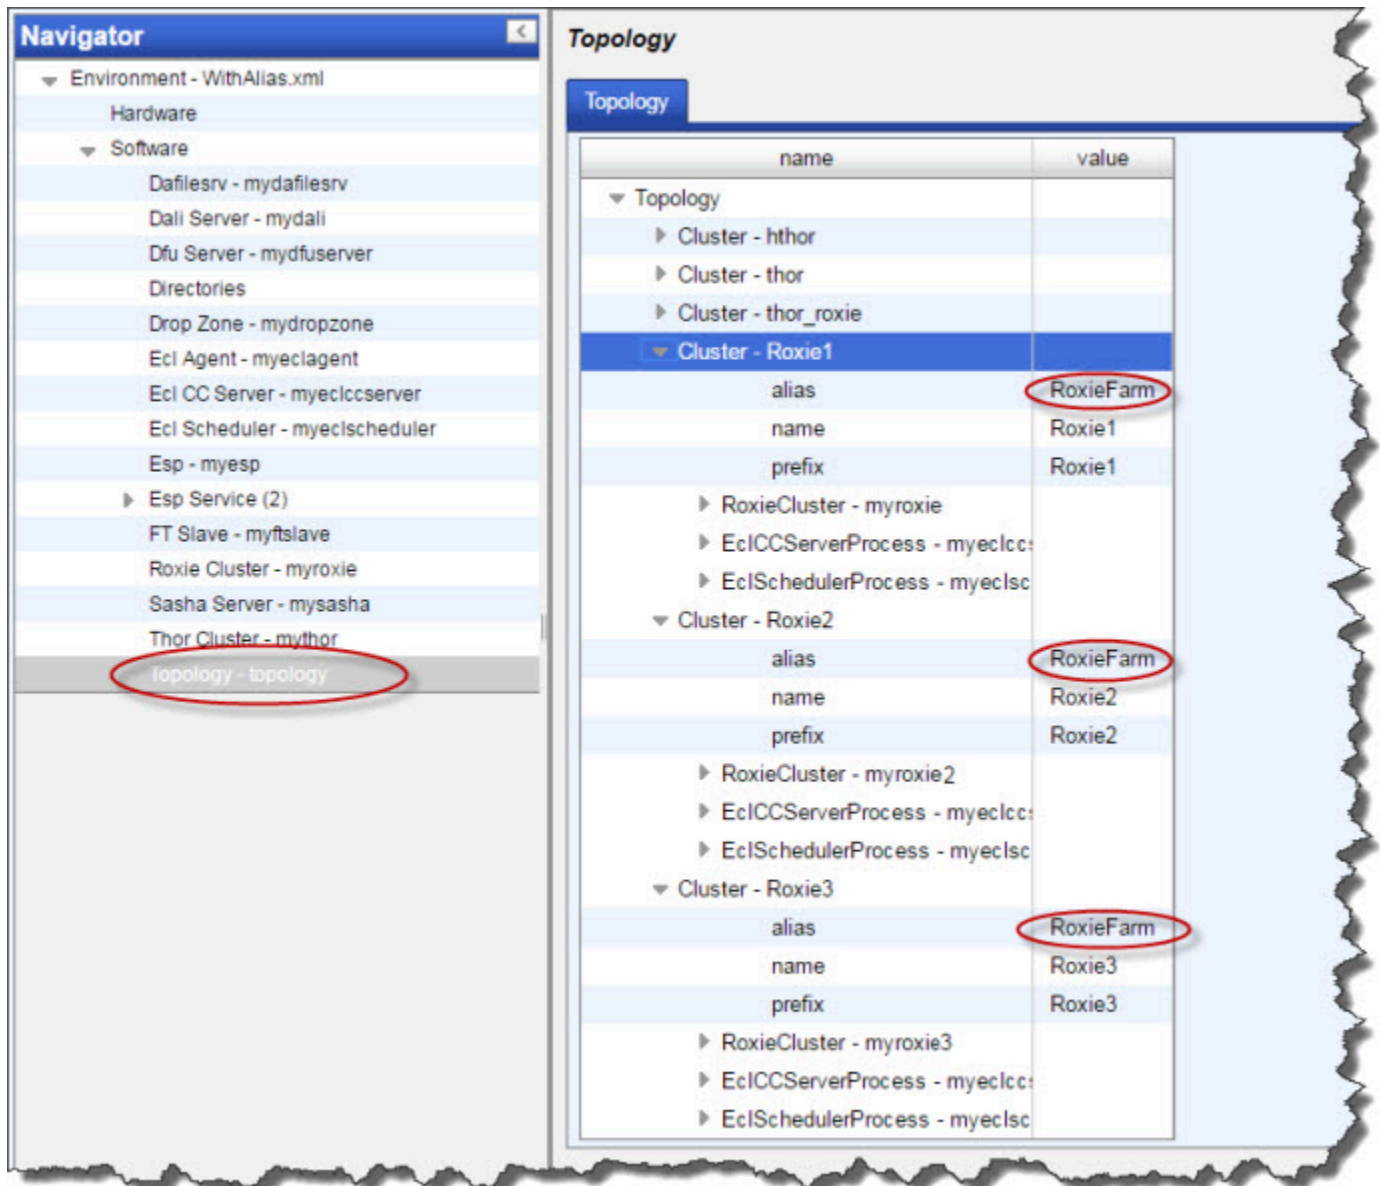 Navigator
Environment - WithAlias.xml
Hardware
Software
Dafilesrv - mydafilesrv
Dali Server - mydali
Dfu Server - mydfuserver
Directories
Drop Zone - mydropzone
Ecl Agent - myeclagent
Ecl CC Server - myeclccserver
Ecl Scheduler - myeclscheduler
Esp - myesp
Esp Service (2)
FT Slave - myftslave
Roxie Cluster - myroxie
Sasha Server - mysasha
Thor Cluster - mythor
Topology - topology
Topology
Topology
name value
Topology
Cluster - hthor
Cluster - thor
Cluster - thor_roxie
Cluster - Roxie1
alias RoxieFarm
name Roxie1
prefix Roxie1
RoxieCluster - myroxie
EclCCServerProcess - myeclccs
EclSchedulerProcess - myeclsc
Cluster - Roxie2
alias RoxieFarm
name Roxie2
prefix Roxie2
RoxieCluster - myroxie2
EclCCServerProcess - myeclccs
EclSchedulerProcess - myeclsc
Cluster - Roxie3
alias RoxieFarm
name Roxie3
prefix Roxie3
RoxieCluster - myroxie3
EclCCServerProcess - myeclccs
EclSchedulerProcess - myeclsc